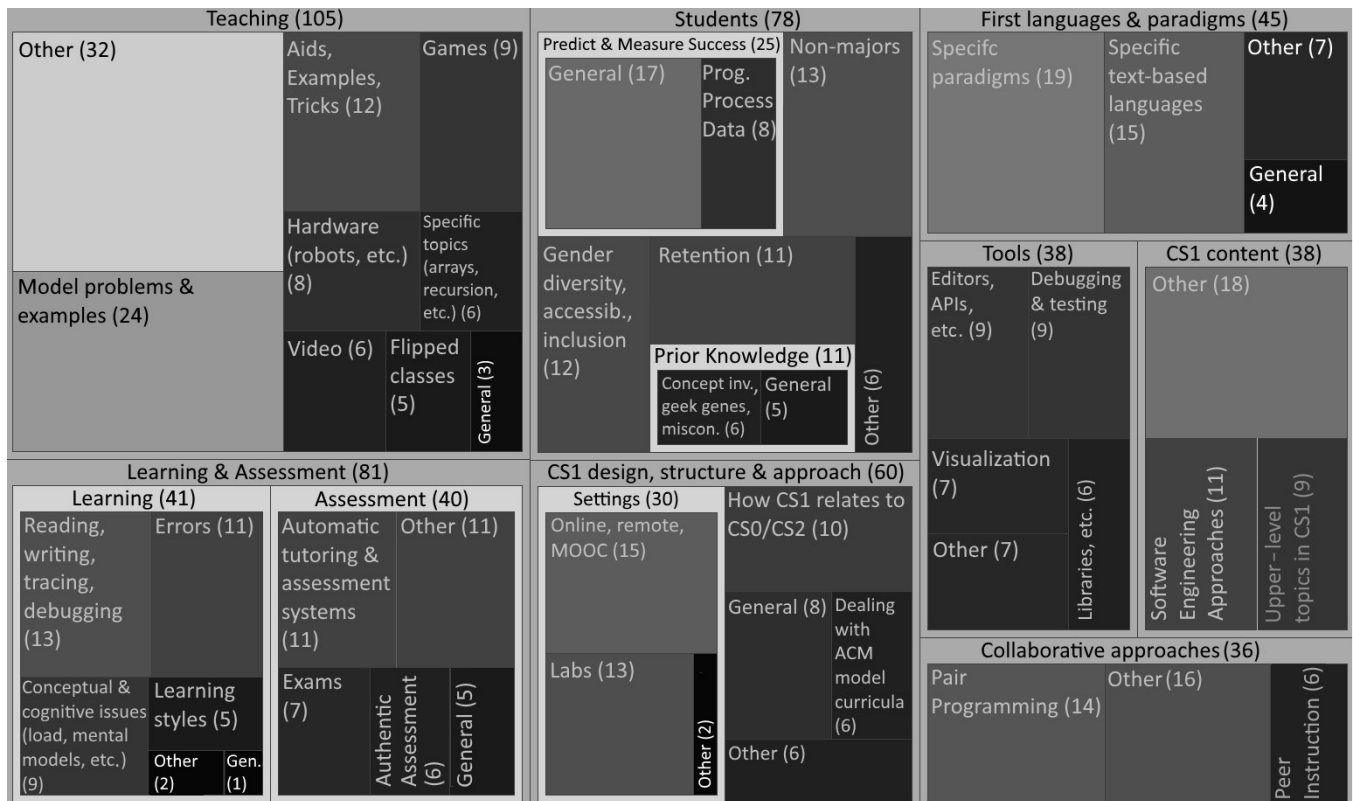 Teaching (105)
Other (32)
Aids,
Examples,
Tricks (12)
Games (9)
Model problems &
examples (24)
Hardware
(robots, etc.)
(8)
Specific
topics
(arrays,
recursion,
etc.) (6)
Video (6)
Flipped
classes
(5)
General (3)
Students (78)
Predict & Measure Success (25)
General (17)
Prog.
Process
Data (8)
Non-majors
(13)
Gender
diversity,
accessib.,
inclusion
(12)
Retention (11)
Prior Knowledge (11)
Concept inv.,
geek genes,
miscon. (6)
General
(5)
Other (6)
First languages & paradigms (45)
Specifc
paradigms (19)
Specific
text-based
languages
(15)
Other (7)
General
(4)
Tools (38)
Editors,
APIs,
etc. (9)
Debugging
& testing
(9)
Visualization
(7)
Other (7)
Libraries, etc. (6)
CS1 content (38)
Other (18)
Software
Engineering
Approaches (11)
Upper-level
topics in CS1 (9)
Learning & Assessment (81)
Learning (41)
Reading,
writing,
tracing,
debugging
(13)
Errors (11)
Conceptual &
cognitive issues
(load, mental
models, etc.)
(9)
Learning
styles (5)
Other
(2)
Gen.
(1)
Assessment (40)
Automatic
tutoring &
assessment
systems
(11)
Other (11)
Exams
(7)
Authentic
Assessment
(6)
General (5)
CS1 design, structure & approach (60)
Settings (30)
Online, remote,
MOOC (15)
Labs (13)
Other (2)
How CS1 relates to
CS0/CS2 (10)
General (8)
Dealing
with
ACM
model
curricula
(6)
Other (6)
Collaborative approaches (36)
Pair
Programming (14)
Other (16)
Peer
Instruction (6)